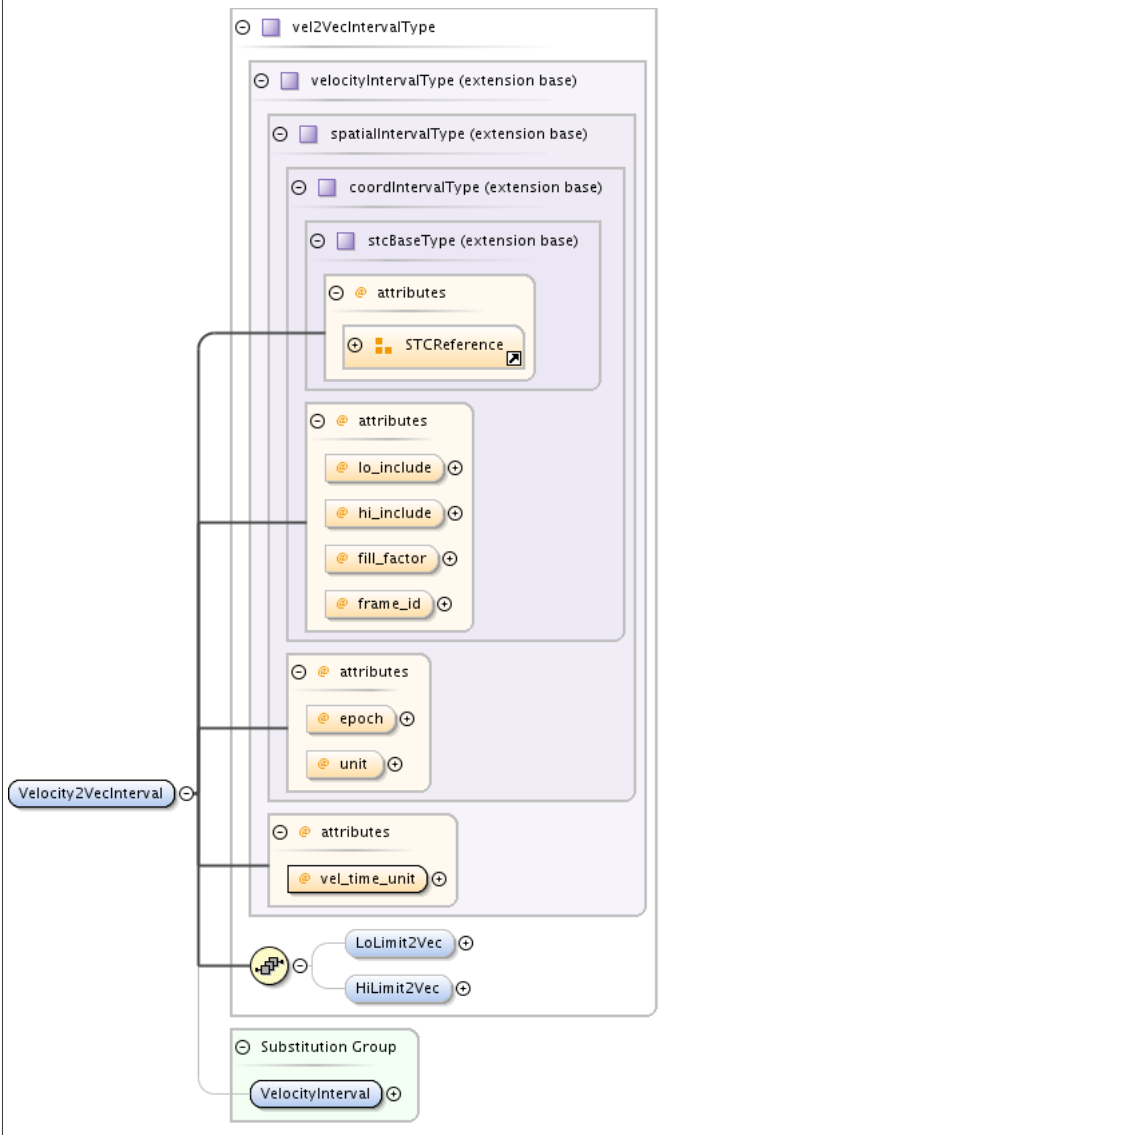 vel2VecIntervalType
velocityIntervalType (extension base)
spatialIntervalType (extension base)
coordIntervalType (extension base)
stcBaseType (extension base)
@ attributes
STCReference
@ attributes
@ lo_include
@ hi_include
@ fill_factor
@ frame_id
@ attributes
@ epoch
@ unit
Velocity2VecInterval
@ attributes
@ vel_time_unit
LoLimit2Vec
HiLimit2Vec
Substitution Group
VelocityInterval